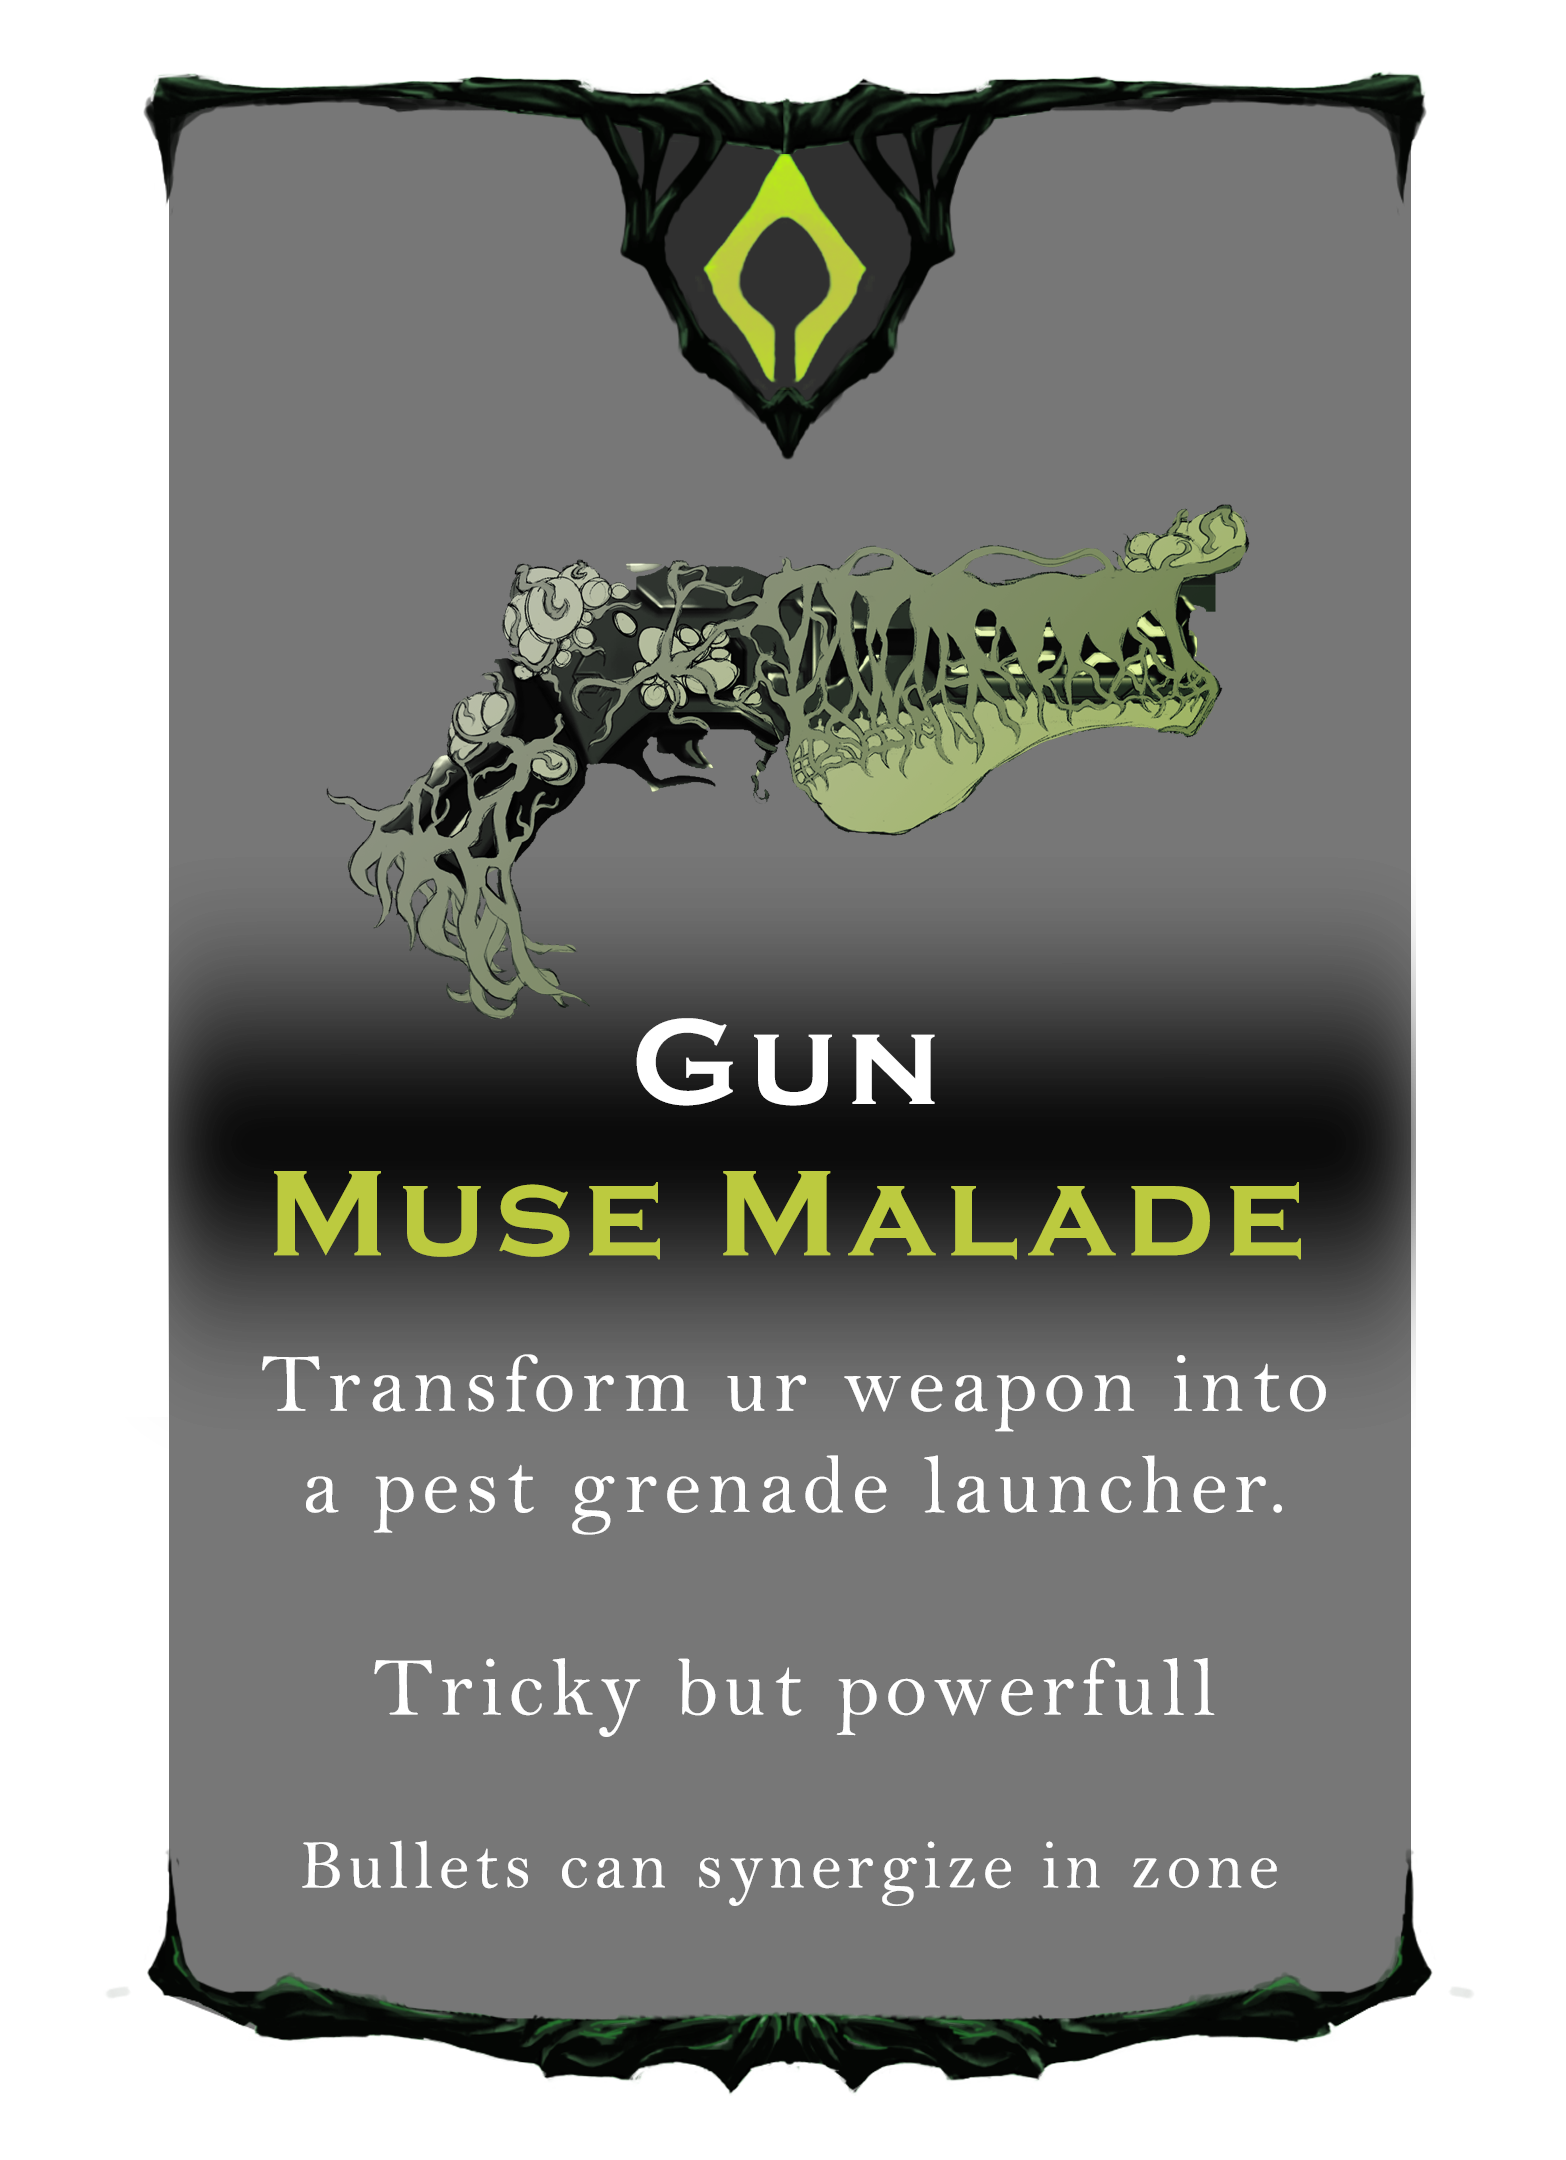 Gun
Muse Malade
Transform ur weapon into
a pest grenade launcher.
Tricky but powerfull
Bullets can synergize in zone